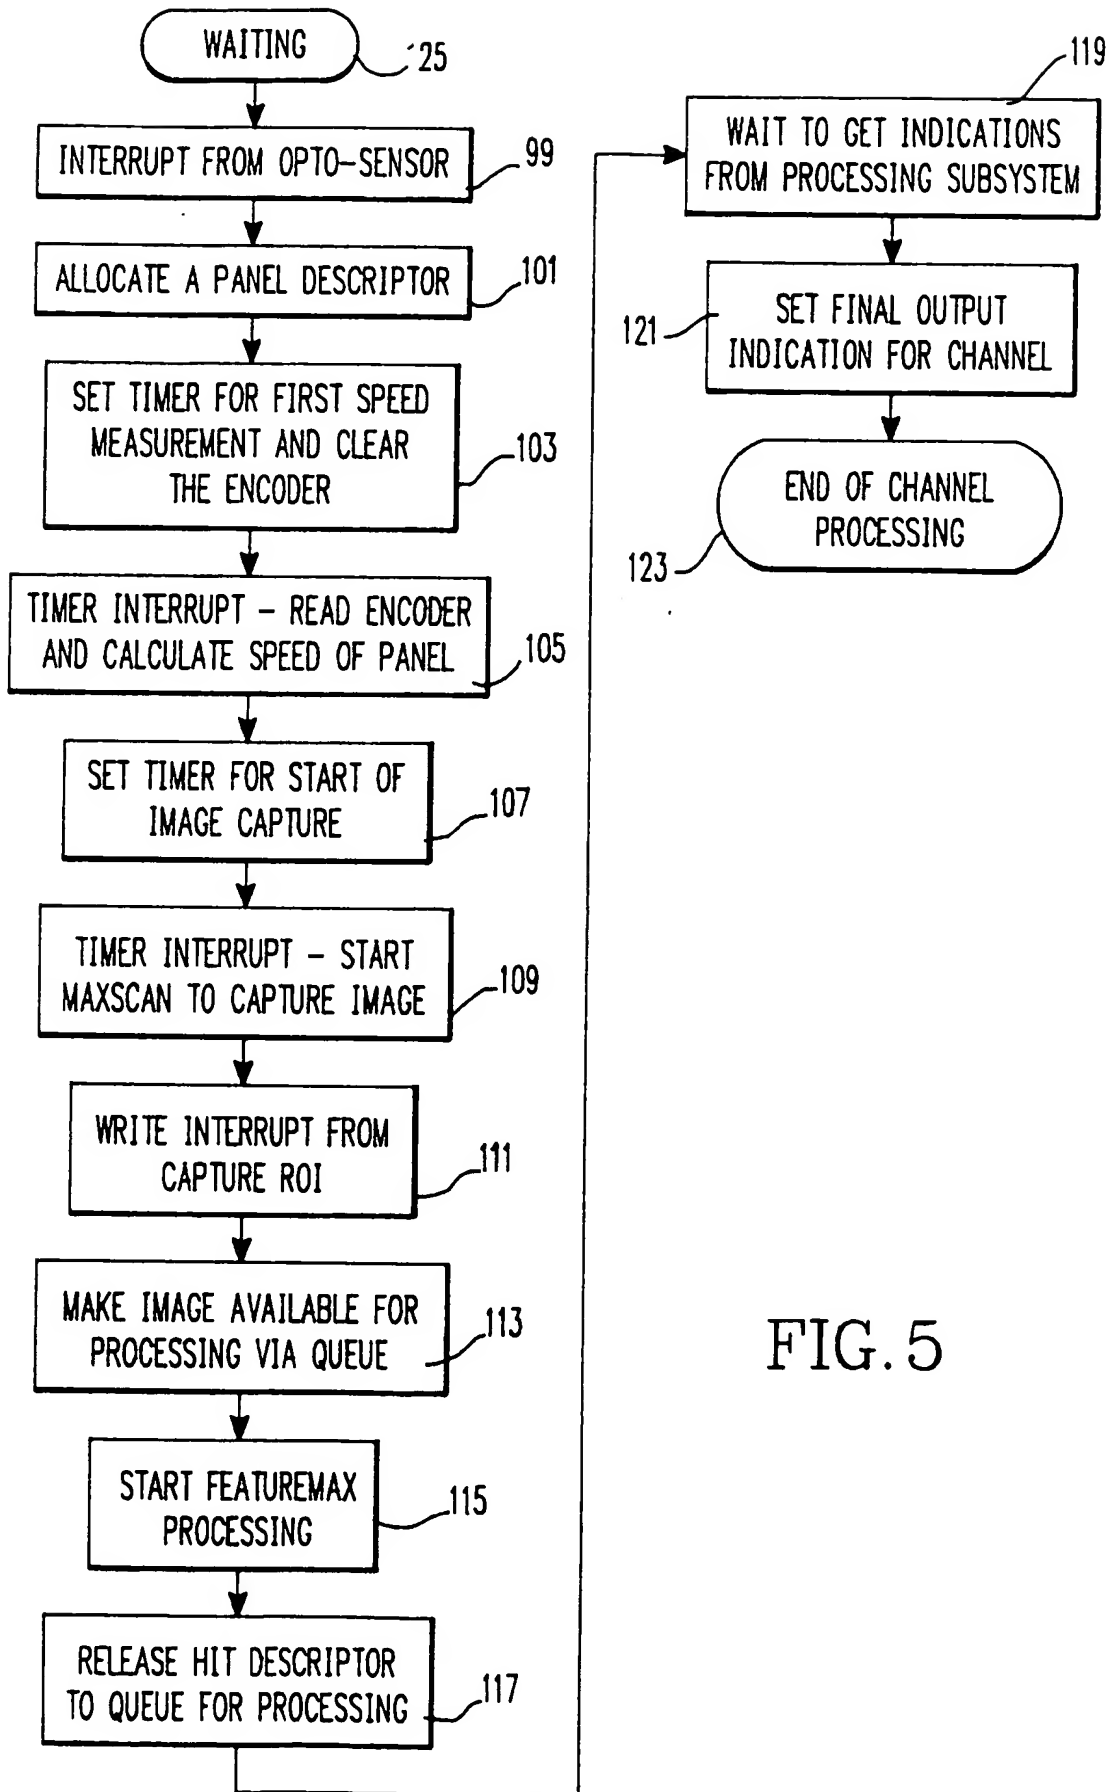 WAITING
25
INTERRUPT FROM OPTO-SENSOR
99
ALLOCATE A PANEL DESCRIPTOR
101
SET TIMER FOR FIRST SPEED
MEASUREMENT AND CLEAR
THE ENCODER
103
TIMER INTERRUPT – READ ENCODER
AND CALCULATE SPEED OF PANEL
105
SET TIMER FOR START OF
IMAGE CAPTURE
107
TIMER INTERRUPT – START
MAXSCAN TO CAPTURE IMAGE
109
WRITE INTERRUPT FROM
CAPTURE ROI
111
MAKE IMAGE AVAILABLE FOR
PROCESSING VIA QUEUE
113
START FEATUREMAX
PROCESSING
115
RELEASE HIT DESCRIPTOR
TO QUEUE FOR PROCESSING
117
119
WAIT TO GET INDICATIONS
FROM PROCESSING SUBSYSTEM
121
SET FINAL OUTPUT
INDICATION FOR CHANNEL
END OF CHANNEL
PROCESSING
123
FIG. 5